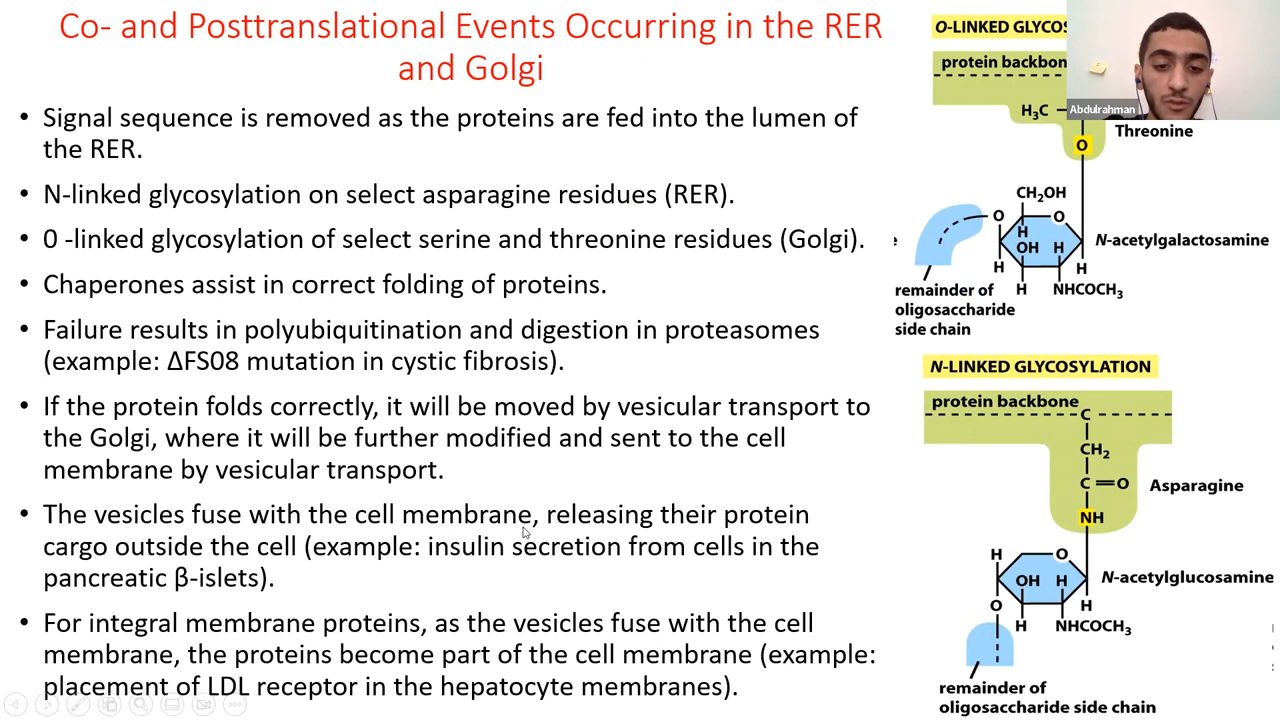 Co- and Posttranslational Events Occurring in the RER
and Golgi
• Signal sequence is removed as the proteins are fed into the lumen of
the RER.
• N-linked glycosylation on select asparagine residues (RER).
• 0 -linked glycosylation of select serine and threonine residues (Golgi).
• Chaperones assist in correct folding of proteins.
• Failure results in polyubiquitination and digestion in proteasomes
(example: ΔFS08 mutation in cystic fibrosis).
• If the protein folds correctly, it will be moved by vesicular transport to
the Golgi, where it will be further modified and sent to the cell
membrane by vesicular transport.
• The vesicles fuse with the cell membrane, releasing their protein
cargo outside the cell (example: insulin secretion from cells in the
pancreatic β-islets).
• For integral membrane proteins, as the vesicles fuse with the cell
membrane, the proteins become part of the cell membrane (example:
placement of LDL receptor in the hepatocyte membranes).
O-LINKED GLYCOS
protein backbon
Abdulrahman
H₃C
Threonine
O
CH₂OH
O
O
H
OH H
N-acetylgalactosamine
H
H
H
NHCOCH₃
remainder of
oligosaccharide
side chain
N-LINKED GLYCOSYLATION
protein backbone
C
CH₂
C=O
Asparagine
NH
H
O
OH H
N-acetylglucosamine
O
H
H
NHCOCH₃
remainder of
oligosaccharide side chain